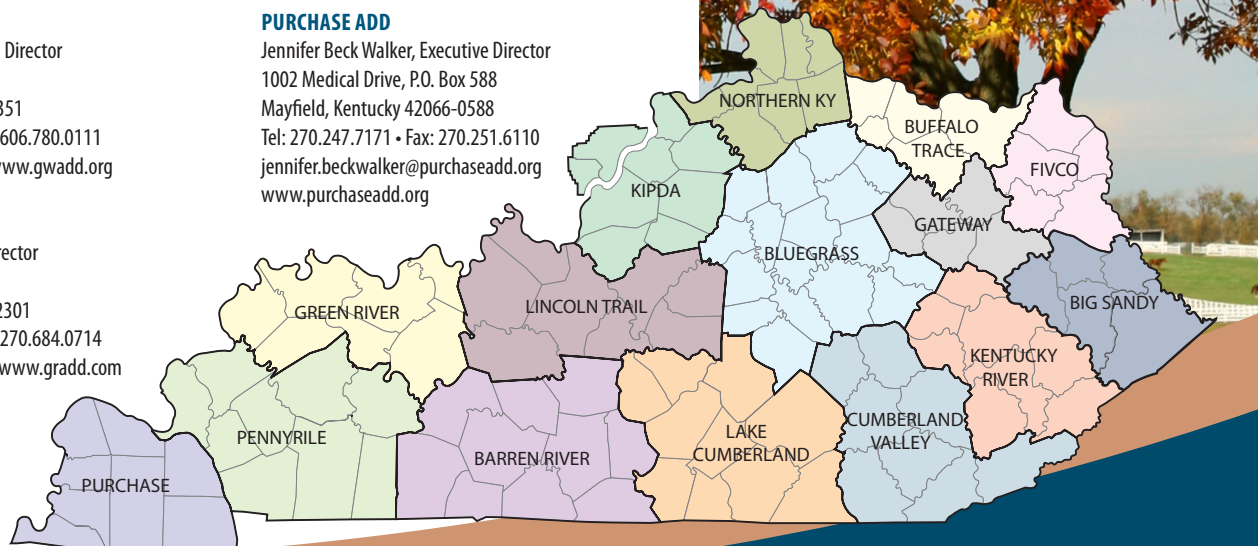 Director
351
606.780.0111
www.gwadd.org
rector
2301
270.684.0714
www.gradd.com
PURCHASE ADD
Jennifer Beck Walker, Executive Director
1002 Medical Drive, P.O. Box 588
Mayfield, Kentucky 42066-0588
Tel: 270.247.7171 • Fax: 270.251.6110
jennifer.beckwalker@purchaseadd.org
www.purchaseadd.org
NORTHERN KY
BUFFALO
TRACE
FIVCO
KIPDA
GATEWAY
BLUEGRASS
LINCOLN TRAIL
GREEN RIVER
BIG SANDY
KENTUCKY
RIVER
CUMBERLAND
VALLEY
LAKE
CUMBERLAND
PENNYRILE
BARREN RIVER
PURCHASE